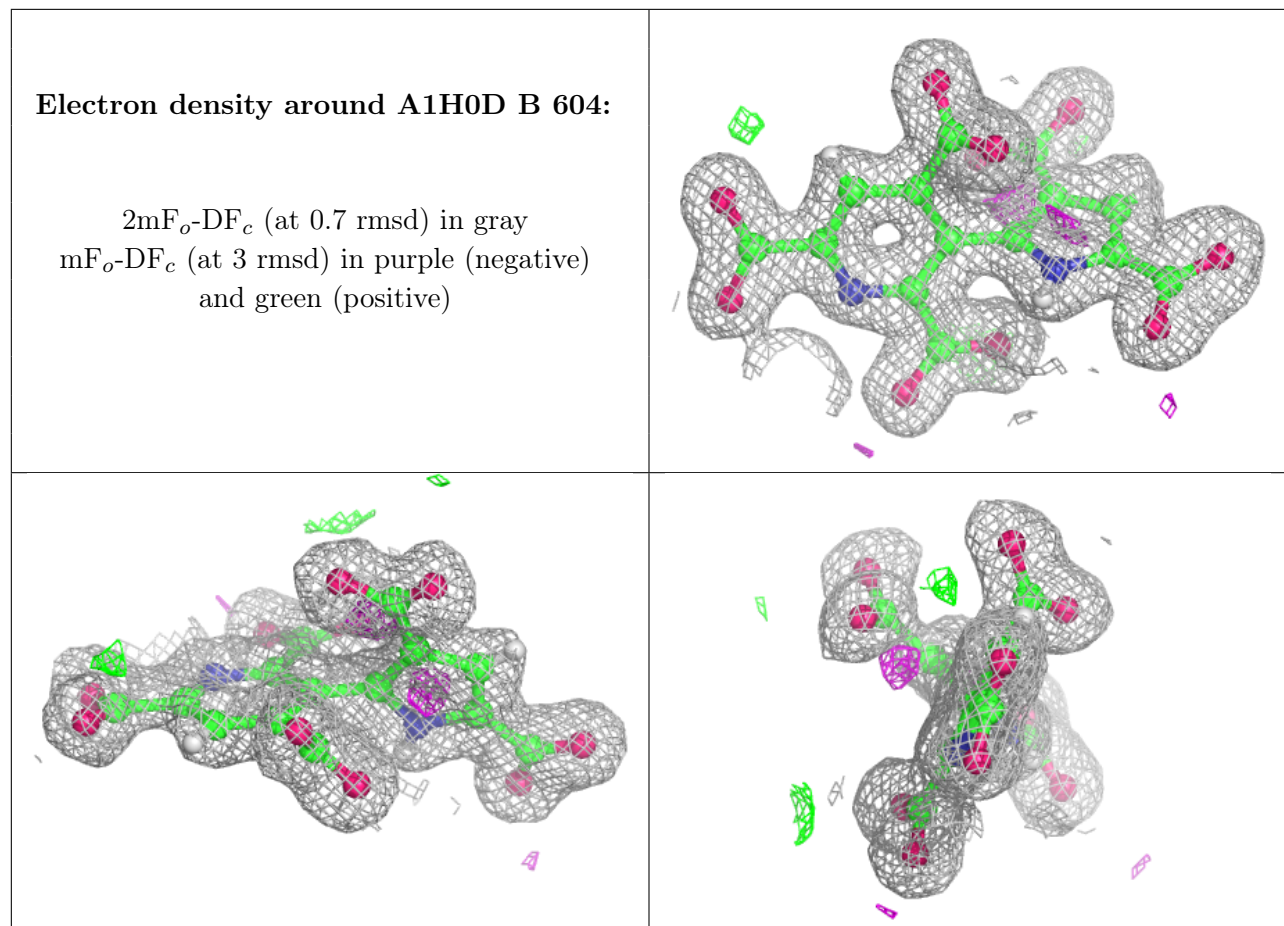 Electron density around A1H0D B 604:
2mFo-DFc (at 0.7 rmsd) in gray
mFo-DFc (at 3 rmsd) in purple (negative)
and green (positive)